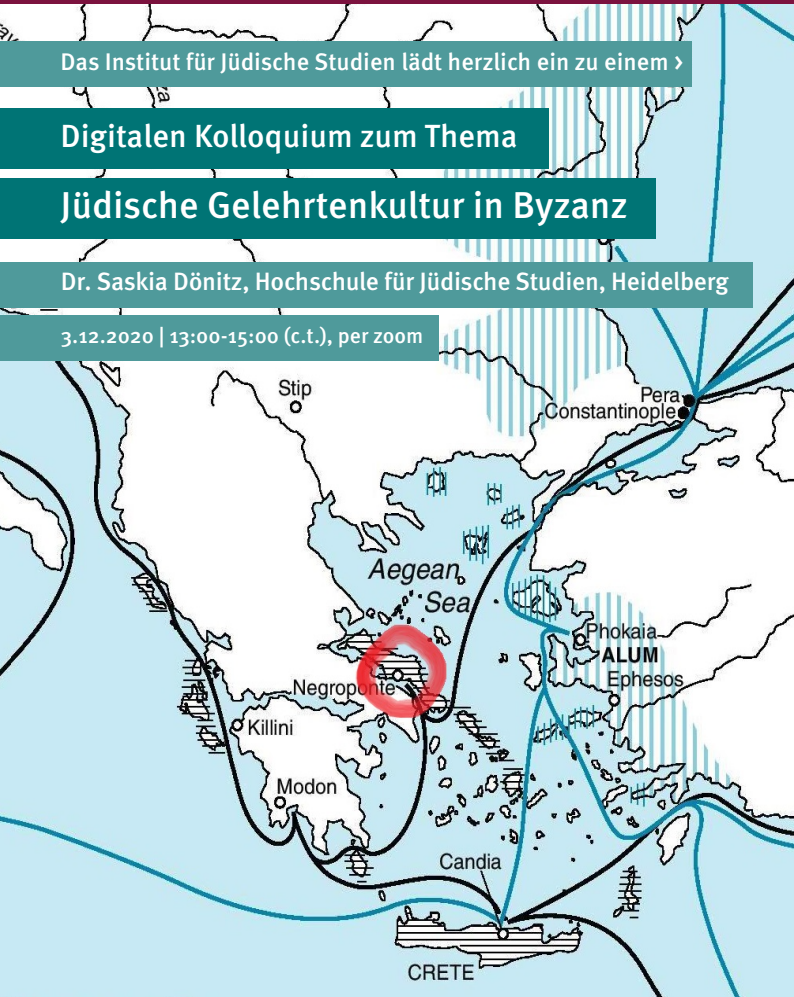 Das Institut für Jüdische Studien lädt herzlich ein zu einem >
Digitalen Kolloquium zum Thema
Jüdische Gelehrtenkultur in Byzanz
Dr. Saskia Dönitz, Hochschule für Jüdische Studien, Heidelberg
3.12.2020 | 13:00-15:00 (c.t.), per zoom
Stip
Pera
Constantinople
Aegean
Sea
Phokaia
ALUM
Ephesos
Negroponte
Killini
Modon
Candia
CRETE